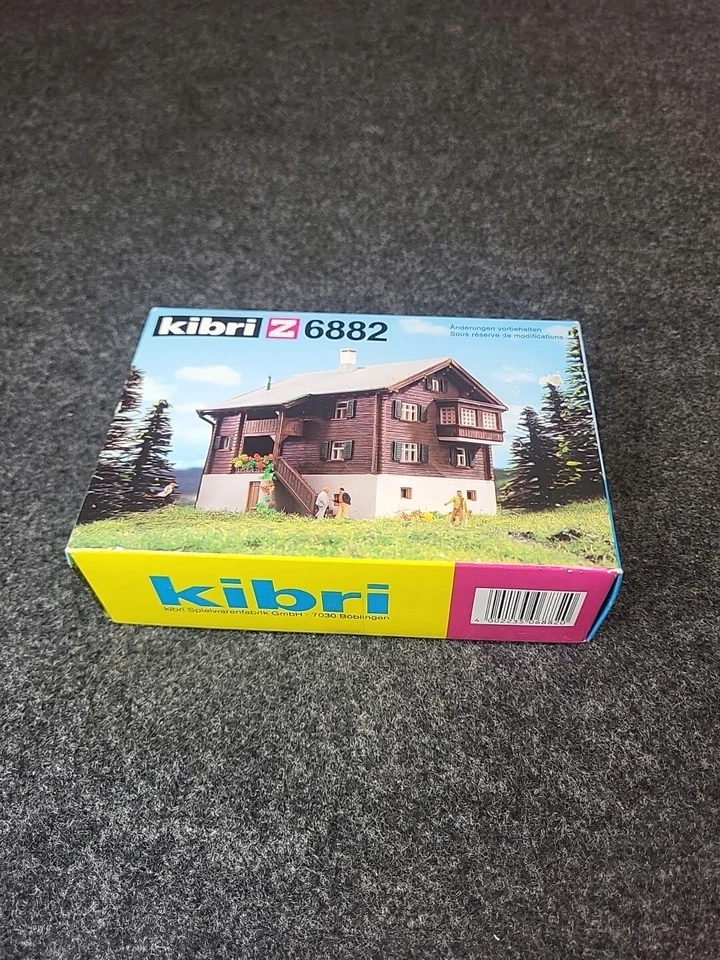 kibri Z 6882
Änderungen vorbehalten
Sous réserve de modifications
kibri
kibri Spielwarenfabrik GmbH - 7030 Böblingen